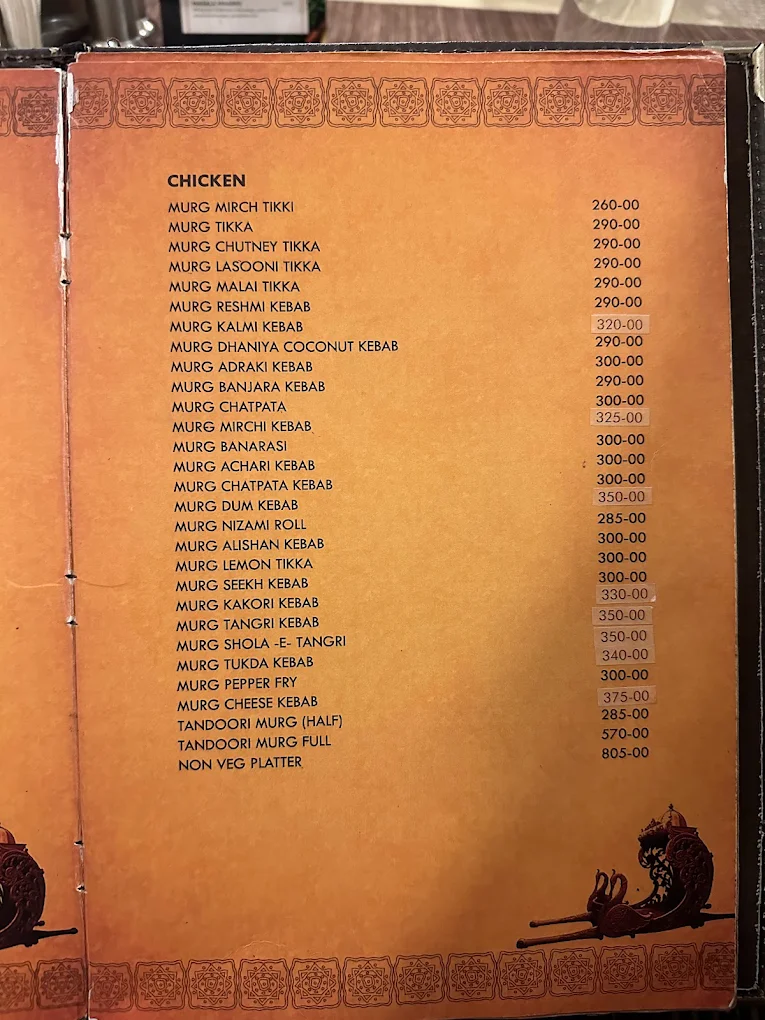 CHICKEN
MURG MIRCH TIKKI 260-00
MURG TIKKA 290-00
MURG CHUTNEY TIKKA 290-00
MURG LASOONI TIKKA 290-00
MURG MALAI TIKKA 290-00
MURG RESHMI KEBAB 290-00
MURG KALMI KEBAB 320-00
MURG DHANIYA COCONUT KEBAB 290-00
MURG ADRAKI KEBAB 300-00
MURG BANJARA KEBAB 290-00
MURG CHATPATA 300-00
MURG MIRCHI KEBAB 325-00
MURG BANARASI 300-00
MURG ACHARI KEBAB 300-00
MURG CHATPATA KEBAB 300-00
MURG DUM KEBAB 350-00
MURG NIZAMI ROLL 285-00
MURG ALISHAN KEBAB 300-00
MURG LEMON TIKKA 300-00
MURG SEEKH KEBAB 300-00
MURG KAKORI KEBAB 330-00
MURG TANGRI KEBAB 350-00
MURG SHOLA -E- TANGRI 350-00
MURG TUKDA KEBAB 340-00
MURG PEPPER FRY 300-00
MURG CHEESE KEBAB 375-00
TANDOORI MURG (HALF) 285-00
TANDOORI MURG FULL 570-00
NON VEG PLATTER 805-00